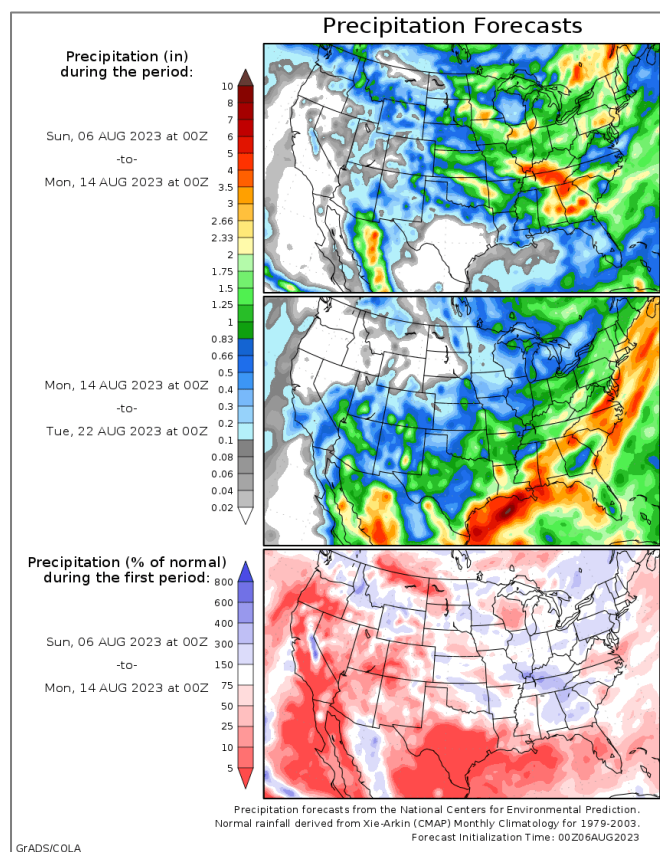 Precipitation Forecasts
Precipitation (in)
during the period:
Sun, 06 AUG 2023 at 00Z
-to-
Mon, 14 AUG 2023 at 00Z
10
8
7
6
5
4
3.5
3
2.66
2.33
2
1.75
1.5
1.25
1
0.83
0.66
0.5
0.4
0.3
0.2
0.1
0.08
0.06
0.04
0.02
Mon, 14 AUG 2023 at 00Z
-to-
Tue, 22 AUG 2023 at 00Z
Precipitation (% of normal)
during the first period:
Sun, 06 AUG 2023 at 00Z
-to-
Mon, 14 AUG 2023 at 00Z
800
600
400
300
150
75
50
25
10
5
Precipitation forecasts from the National Centers for Environmental Prediction.
Normal rainfall derived from Xie-Arkin (CMAP) Monthly Climatology for 1979-2003.
Forecast Initialization Time: 00Z06AUG2023
GrADS/COLA